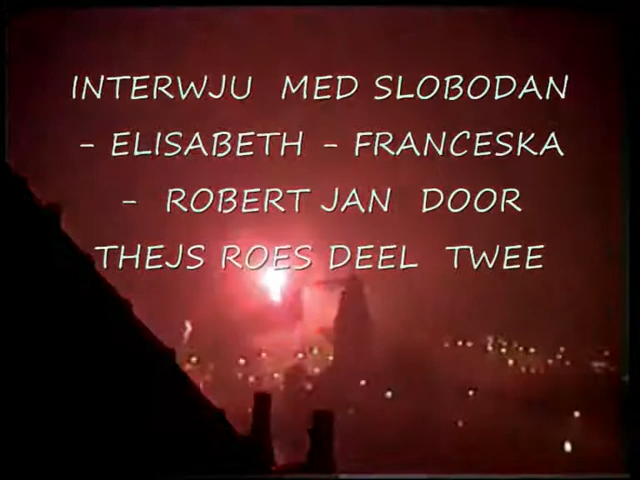 INTERWJU MED SLOBODAN
- ELISABETH - FRANCESKA
- ROBERT JAN DOOR
THEJS ROES DEEL TWEE